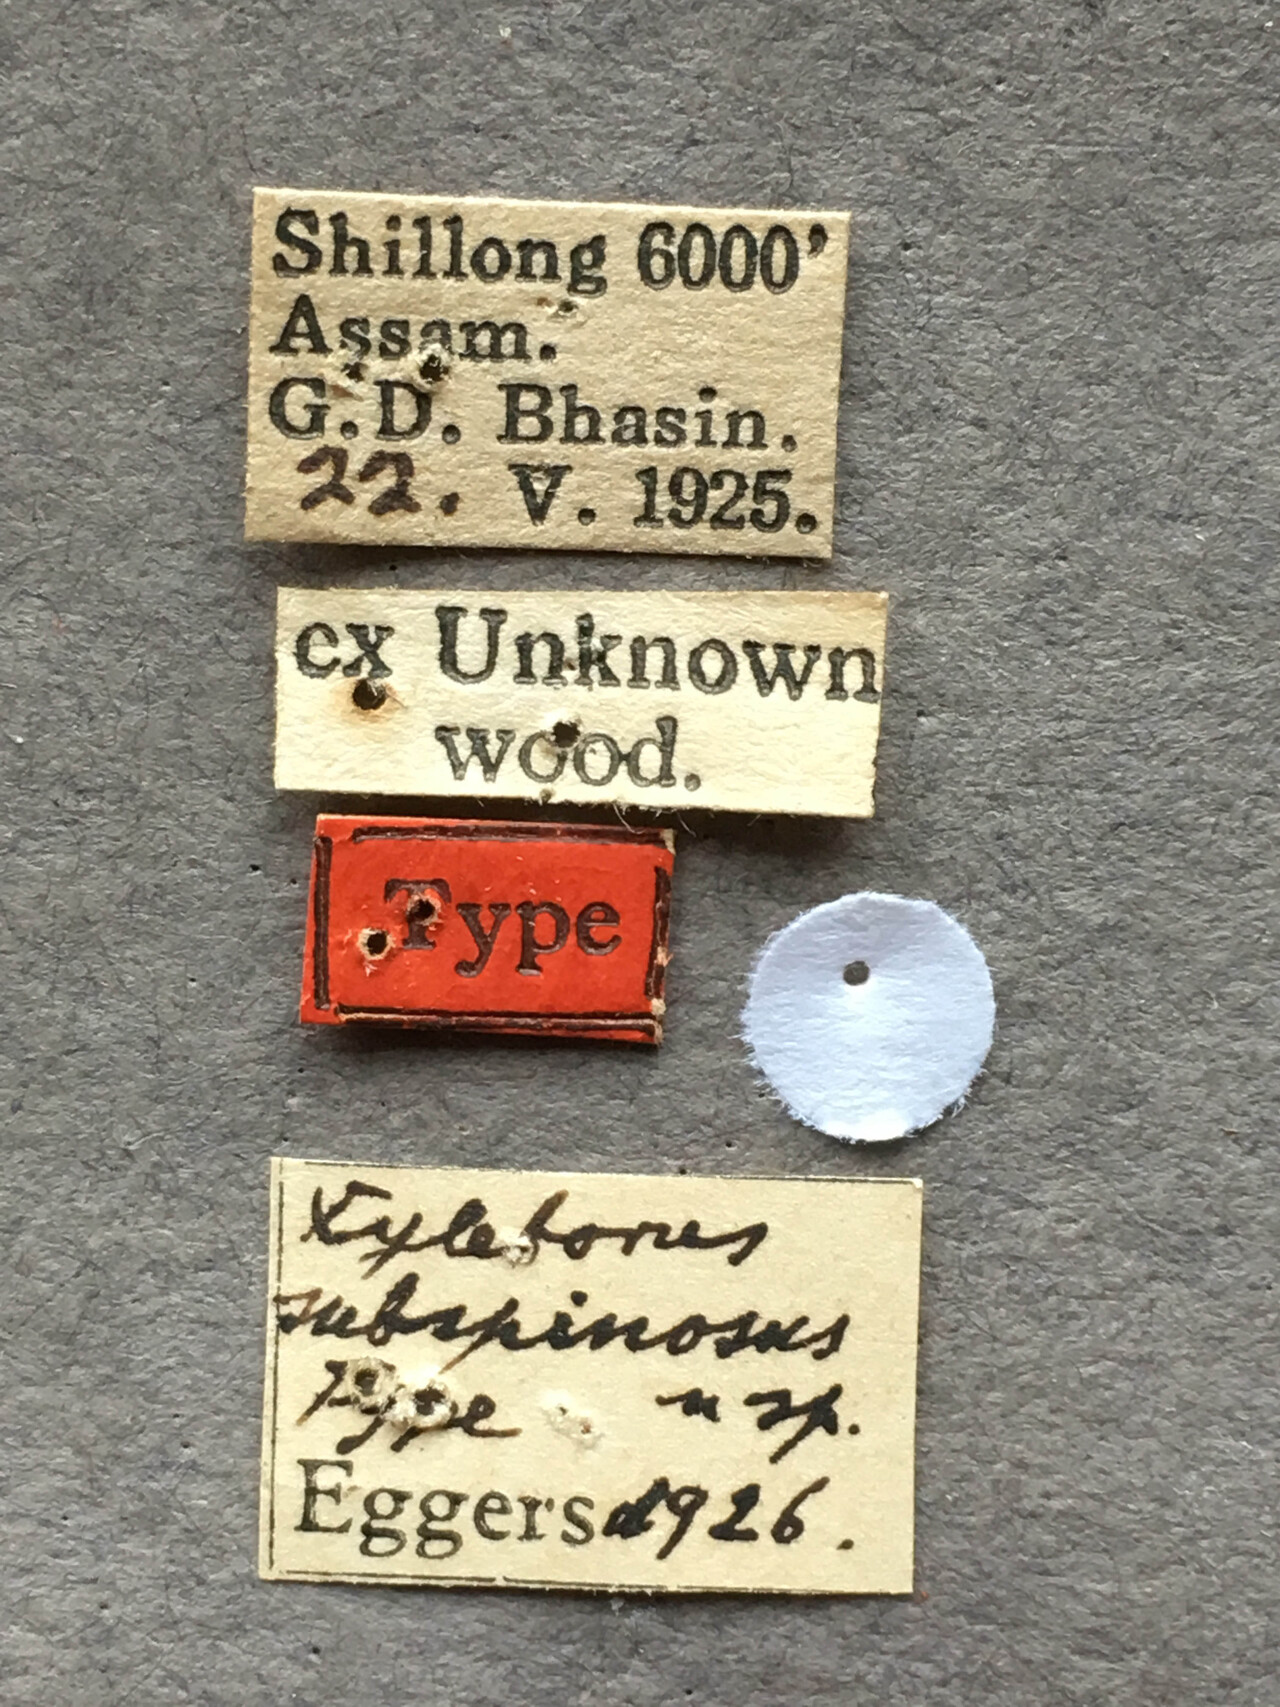 Shillong 6000'
Assam.
G.D. Bhasin.
22. V. 1925.
ex Unknown
wood.
Type
Xyleborus
subspinosus
Type n sp.
Eggers d 1926.